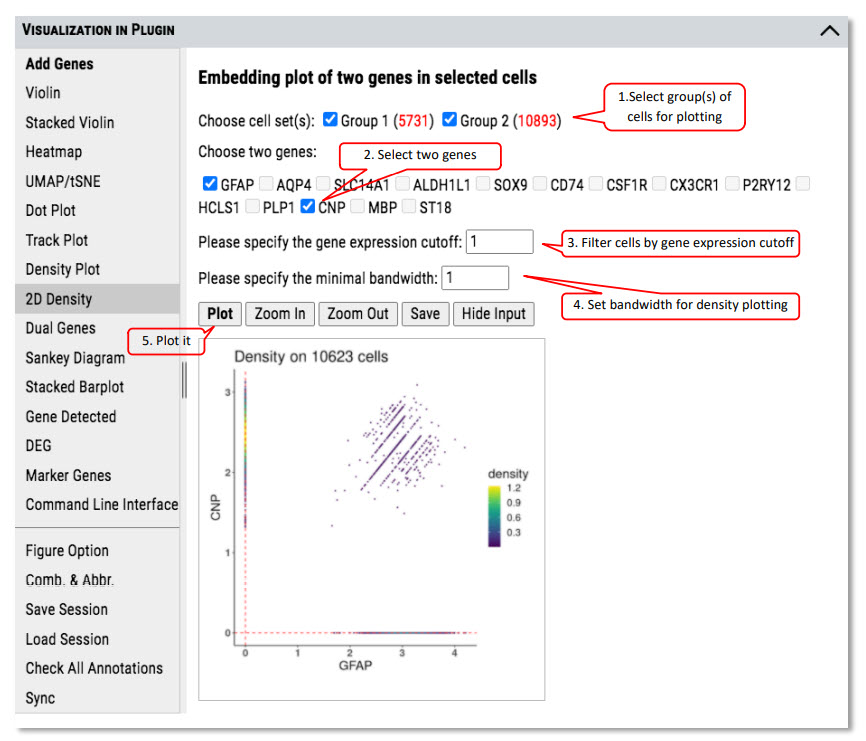 VISUALIZATION IN PLUGIN
Add Genes
Violin
Stacked Violin
Heatmap
UMAP/tSNE
Dot Plot
Track Plot
Density Plot
2D Density
Dual Genes
Sankey Diagram
Stacked Barplot
Gene Detected
DEG
Marker Genes
Command Line Interface
Figure Option
Comb. & Abbr.
Save Session
Load Session
Check All Annotations
Sync
Embedding plot of two genes in selected cells
Choose cell set(s): Group 1 (5731) Group 2 (10893)
1.Select group(s) of
cells for plotting
Choose two genes:
2. Select two genes
GFAP AQP4 SLC14A1 ALDH1L1 SOX9 CD74 CSF1R CX3CR1 P2RY12
HCLS1 PLP1 CNP MBP ST18
Please specify the gene expression cutoff: 1
3. Filter cells by gene expression cutoff
Please specify the minimal bandwidth: 1
4. Set bandwidth for density plotting
Plot Zoom In Zoom Out Save Hide Input
5. Plot it
Density on 10623 cells
3
2
1
0
CNP
0 1 2 3 4
GFAP
density
1.2
0.9
0.6
0.3